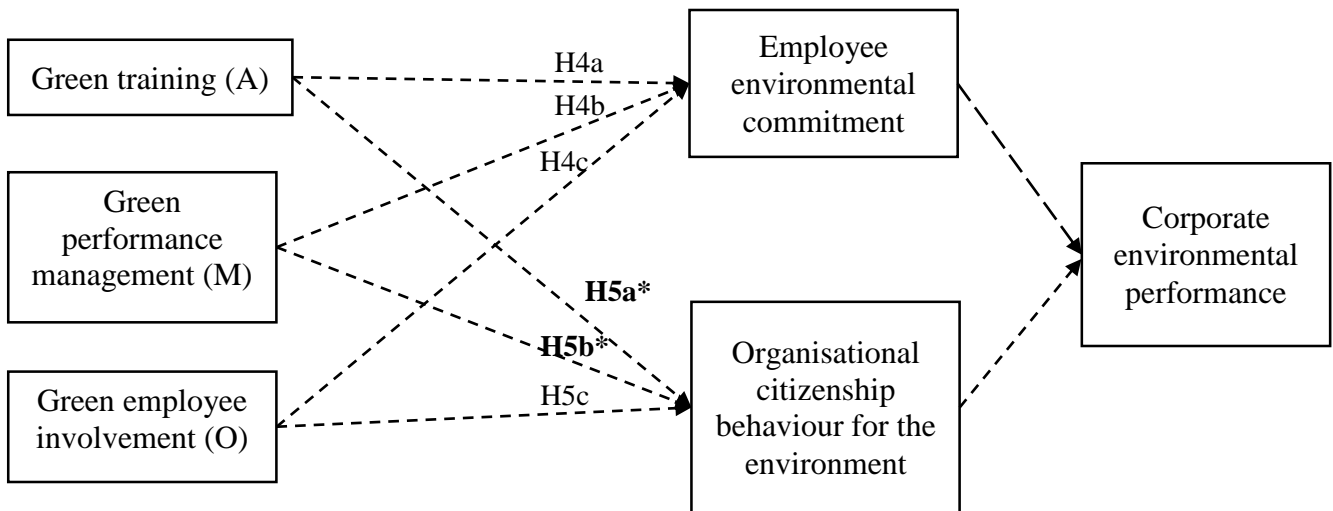 Green training (A)
Green
performance
management (M)
Green employee
involvement (O)
H4a
H4b
H4c
H5a*
H5b*
H5c
Employee
environmental
commitment
Organisational
citizenship
behaviour for the
environment
Corporate
environmental
performance